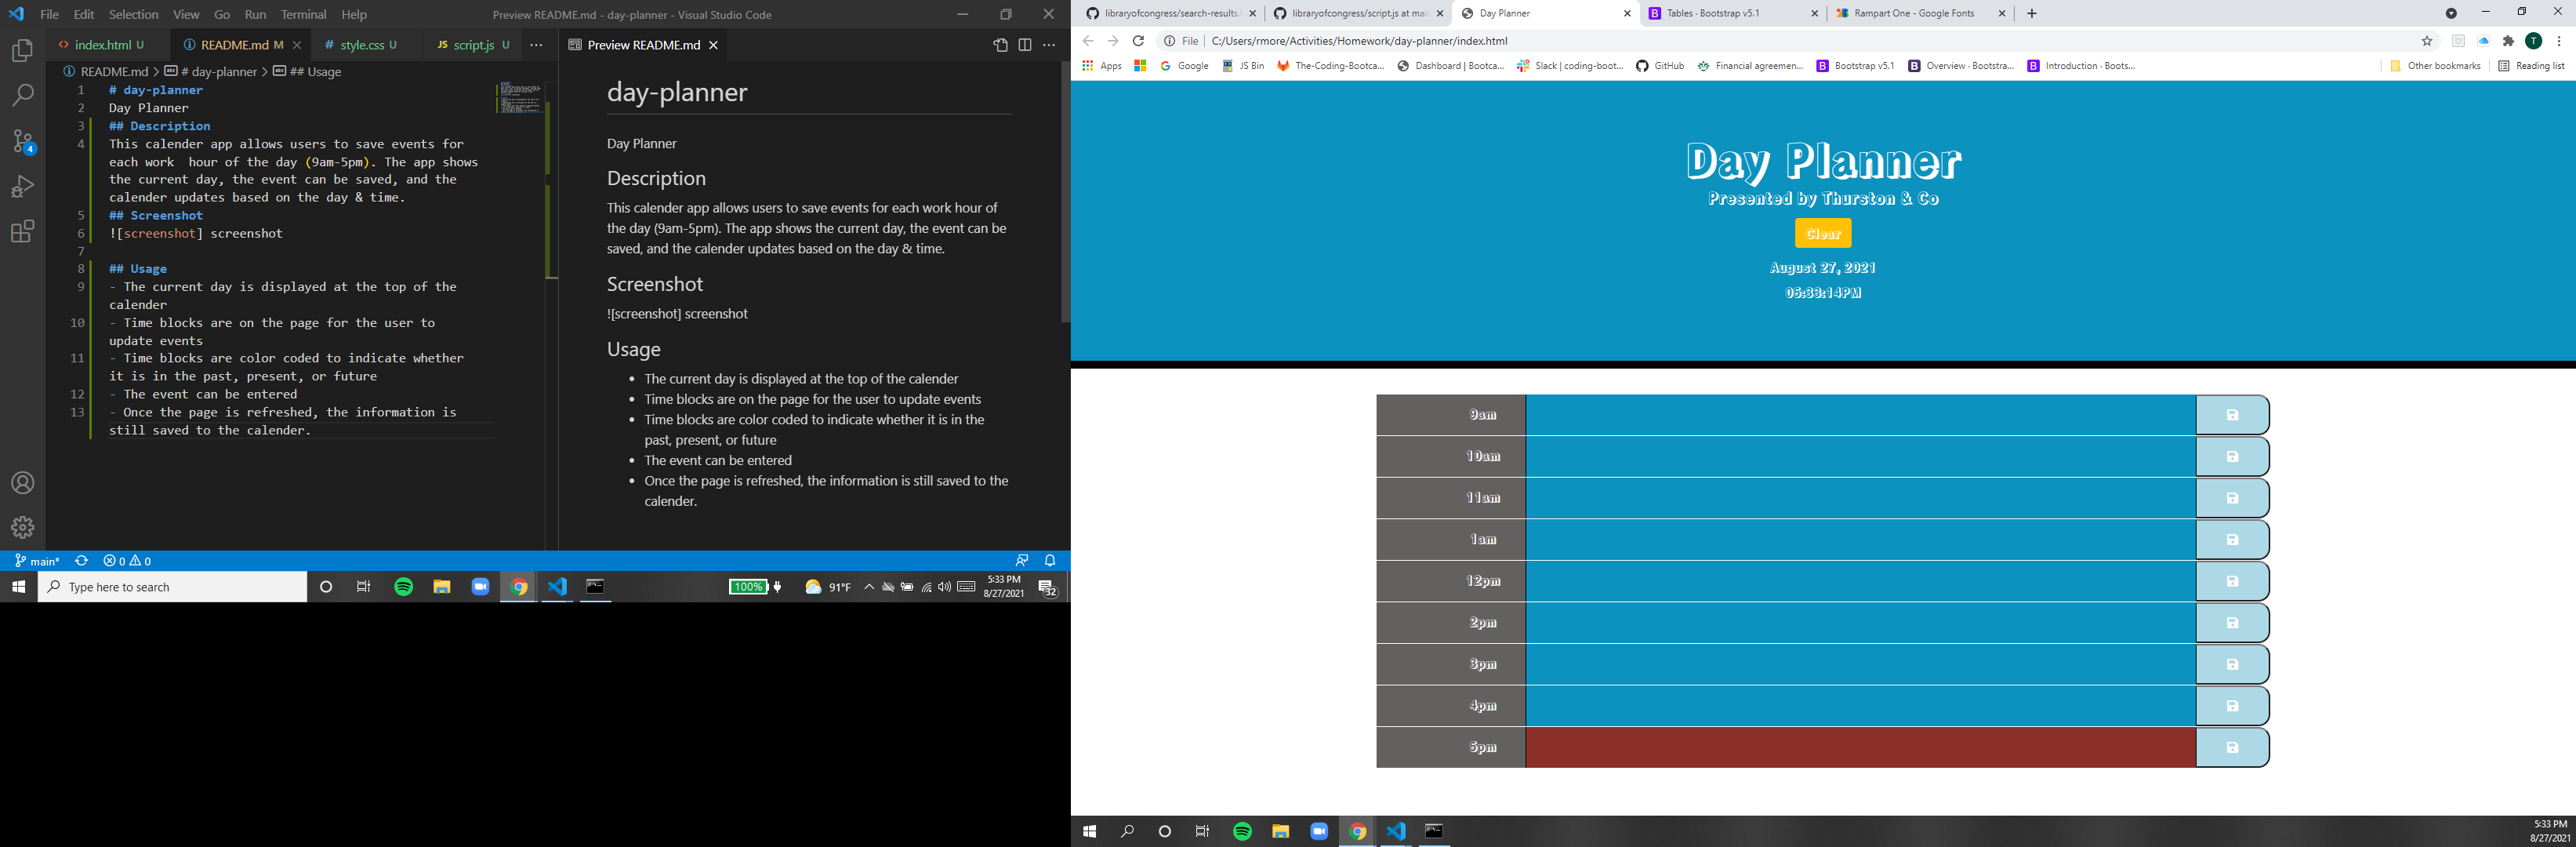 File Edit Selection View Go Run Terminal Help
Preview README.md - day-planner - Visual Studio Code
index.html U
README.md M
# style.css U
JS script.js U
README.md > # day-planner > ## Usage
1 # day-planner
2 Day Planner
3 ## Description
4 This calender app allows users to save events for
each work  hour of the day (9am-5pm). The app shows
the current day, the event can be saved, and the
calender updates based on the day & time.
5 ## Screenshot
6 ![screenshot] screenshot
7
8 ## Usage
9 - The current day is displayed at the top of the
calender
10 - Time blocks are on the page for the user to
update events
11 - Time blocks are color coded to indicate whether
it is in the past, present, or future
12 - The event can be entered
13 - Once the page is refreshed, the information is
still saved to the calender.
4
Preview README.md
day-planner
Day Planner
Description
This calender app allows users to save events for each work hour of
the day (9am-5pm). The app shows the current day, the event can be
saved, and the calender updates based on the day & time.
Screenshot
![screenshot] screenshot
Usage
• The current day is displayed at the top of the calender
• Time blocks are on the page for the user to update events
• Time blocks are color coded to indicate whether it is in the
past, present, or future
• The event can be entered
• Once the page is refreshed, the information is still saved to the
calender.
main* 0 0
Type here to search
100%
91°F
5:33 PM
8/27/2021
32
libraryofcongress/search-results.
libraryofcongress/script.js at mai
Day Planner
Tables · Bootstrap v5.1
Rampart One - Google Fonts
File | C:/Users/rmore/Activities/Homework/day-planner/index.html
T
Apps
Google
JS Bin
The-Coding-Bootca...
Dashboard | Bootca...
Slack | coding-boot...
GitHub
Financial agreemen...
Bootstrap v5.1
Overview · Bootstra...
Introduction · Boots...
Other bookmarks
Reading list
Day Planner
Presented by Thurston & Co
Clear
August 27, 2021
05:33:14PM
9am
10am
11am
1am
12pm
2pm
3pm
4pm
5pm
5:33 PM
8/27/2021